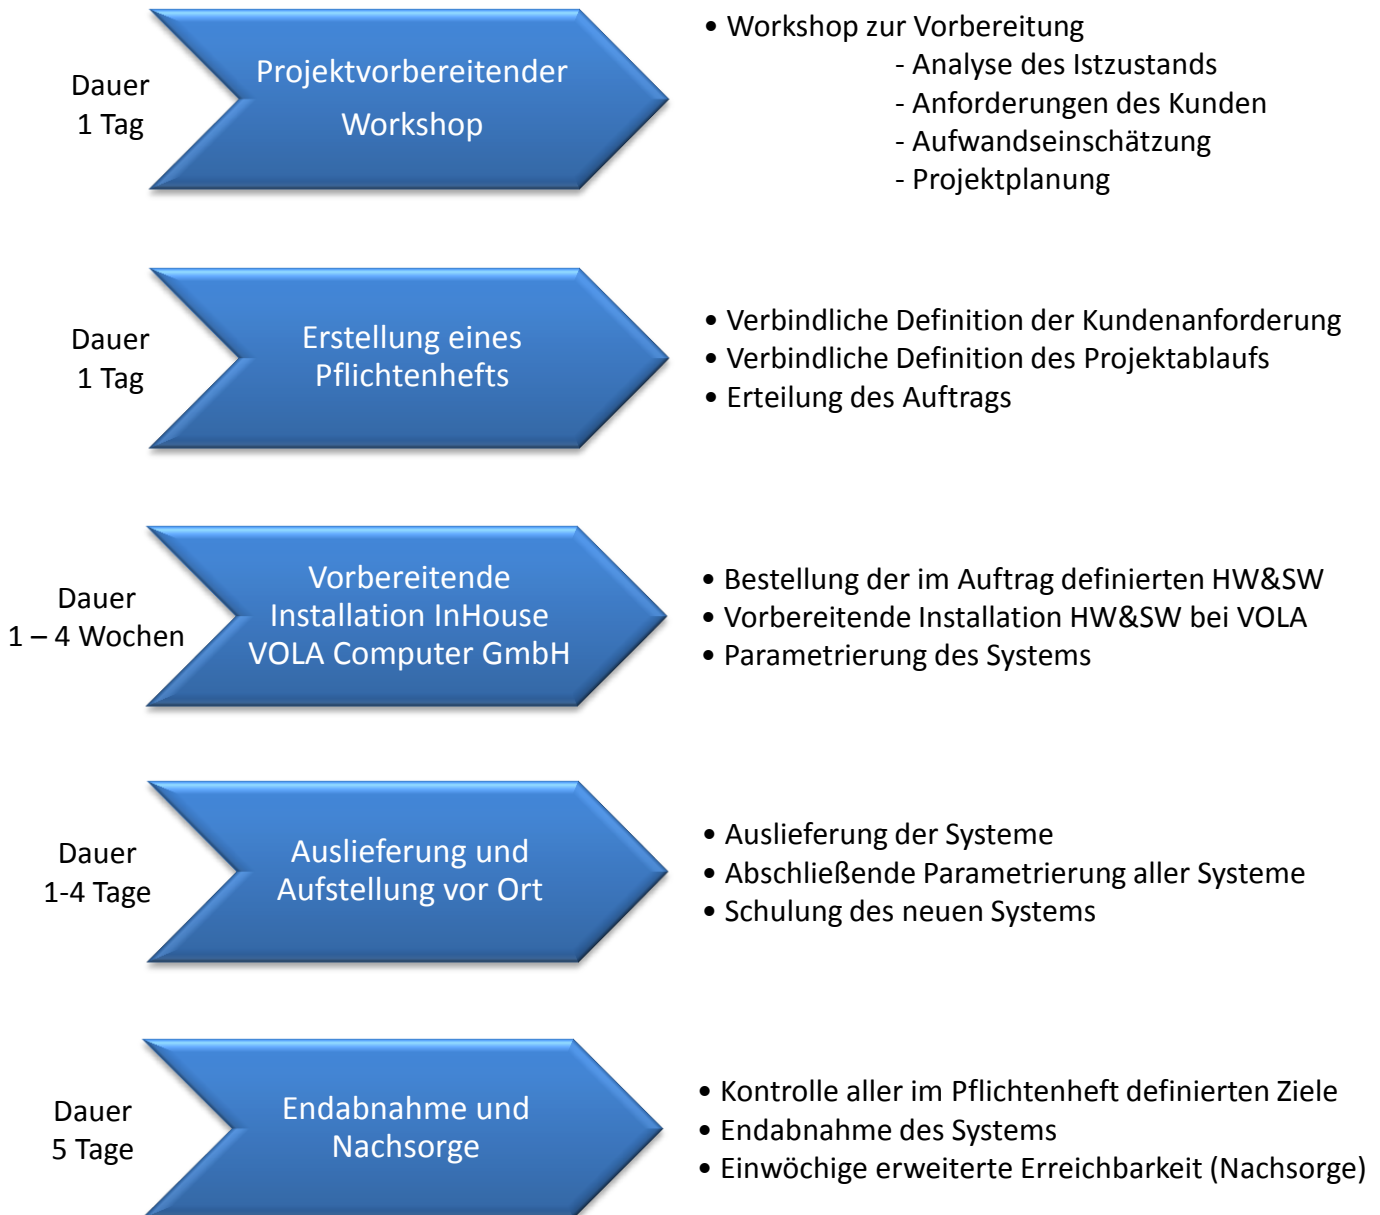 Dauer
1 Tag
Projektvorbereitender
Workshop
• Workshop zur Vorbereitung
- Analyse des Istzustands
- Anforderungen des Kunden
- Aufwandseinschätzung
- Projektplanung
Dauer
1 Tag
Erstellung eines
Pflichtenhefts
• Verbindliche Definition der Kundenanforderung
• Verbindliche Definition des Projektablaufs
• Erteilung des Auftrags
Dauer
1 – 4 Wochen
Vorbereitende
Installation InHouse
VOLA Computer GmbH
• Bestellung der im Auftrag definierten HW&SW
• Vorbereitende Installation HW&SW bei VOLA
• Parametrierung des Systems
Dauer
1-4 Tage
Auslieferung und
Aufstellung vor Ort
• Auslieferung der Systeme
• Abschließende Parametrierung aller Systeme
• Schulung des neuen Systems
Dauer
5 Tage
Endabnahme und
Nachsorge
• Kontrolle aller im Pflichtenheft definierten Ziele
• Endabnahme des Systems
• Einwöchige erweiterte Erreichbarkeit (Nachsorge)